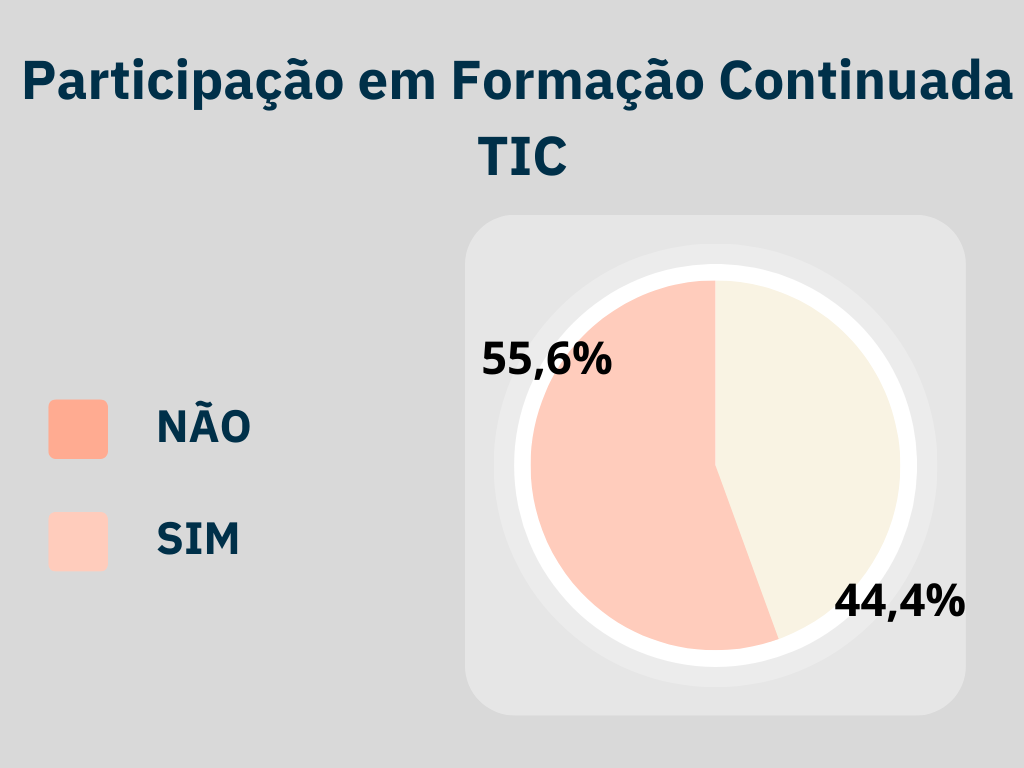 Participação em Formação Continuada
TIC
55,6%
NÃO
SIM
44,4%